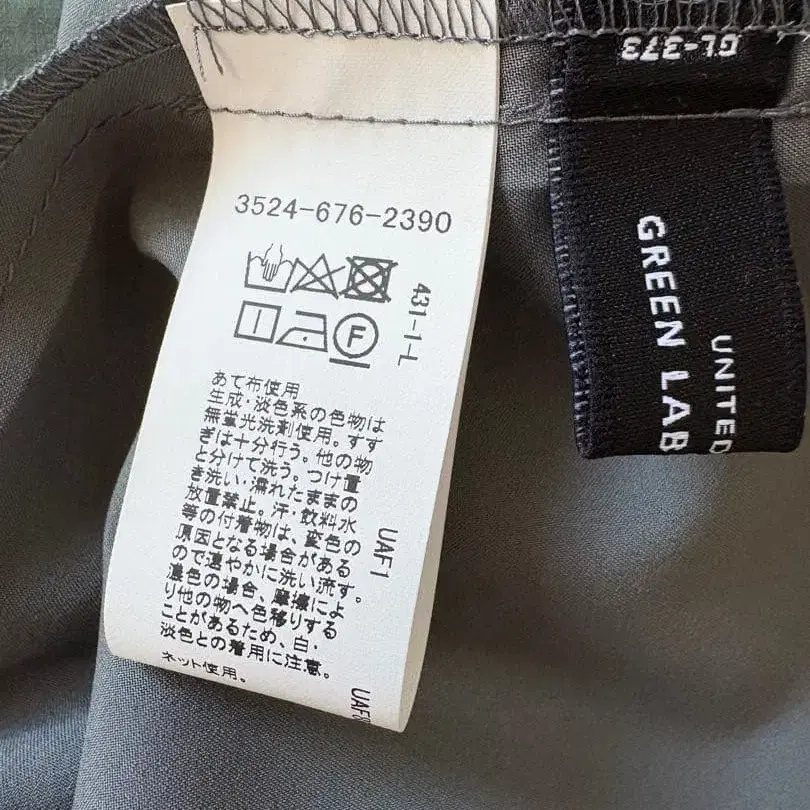 3524-676-2390
431-1-L
F
あて布使用
生成・淡色系の色物は
無蛍光洗剤使用。すす
ぎは十分行う。他の物
と分けて洗う。つけ置
き洗い・濡れたままの
放置禁止。汗・飲料水
等の付着物は、変色の
原因となる場合がある
ので速やかに洗い流す。
濃色の場合、摩擦によ
り他の物へ色移りする
ことがあるため、白・
淡色との着用に注意。
ネット使用。
UAF1
GL-373
UNITED
GREEN LAB